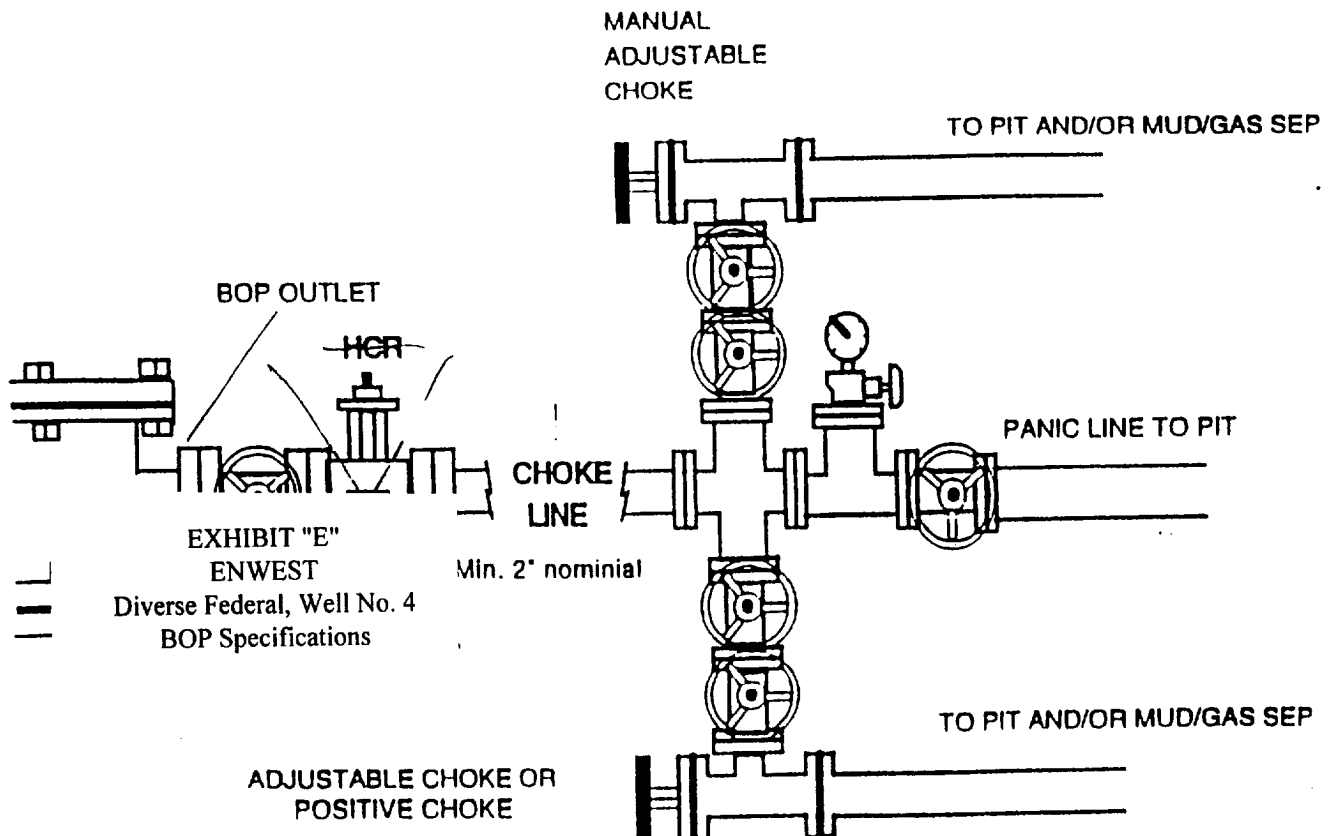 MANUAL
ADJUSTABLE
CHOKE
TO PIT AND/OR MUD/GAS SEP
BOP OUTLET
HCR
PANIC LINE TO PIT
CHOKE
LINE
EXHIBIT "E"
ENWEST
Min. 2" nominial
Diverse Federal, Well No. 4
BOP Specifications
TO PIT AND/OR MUD/GAS SEP
ADJUSTABLE CHOKE OR
POSITIVE CHOKE